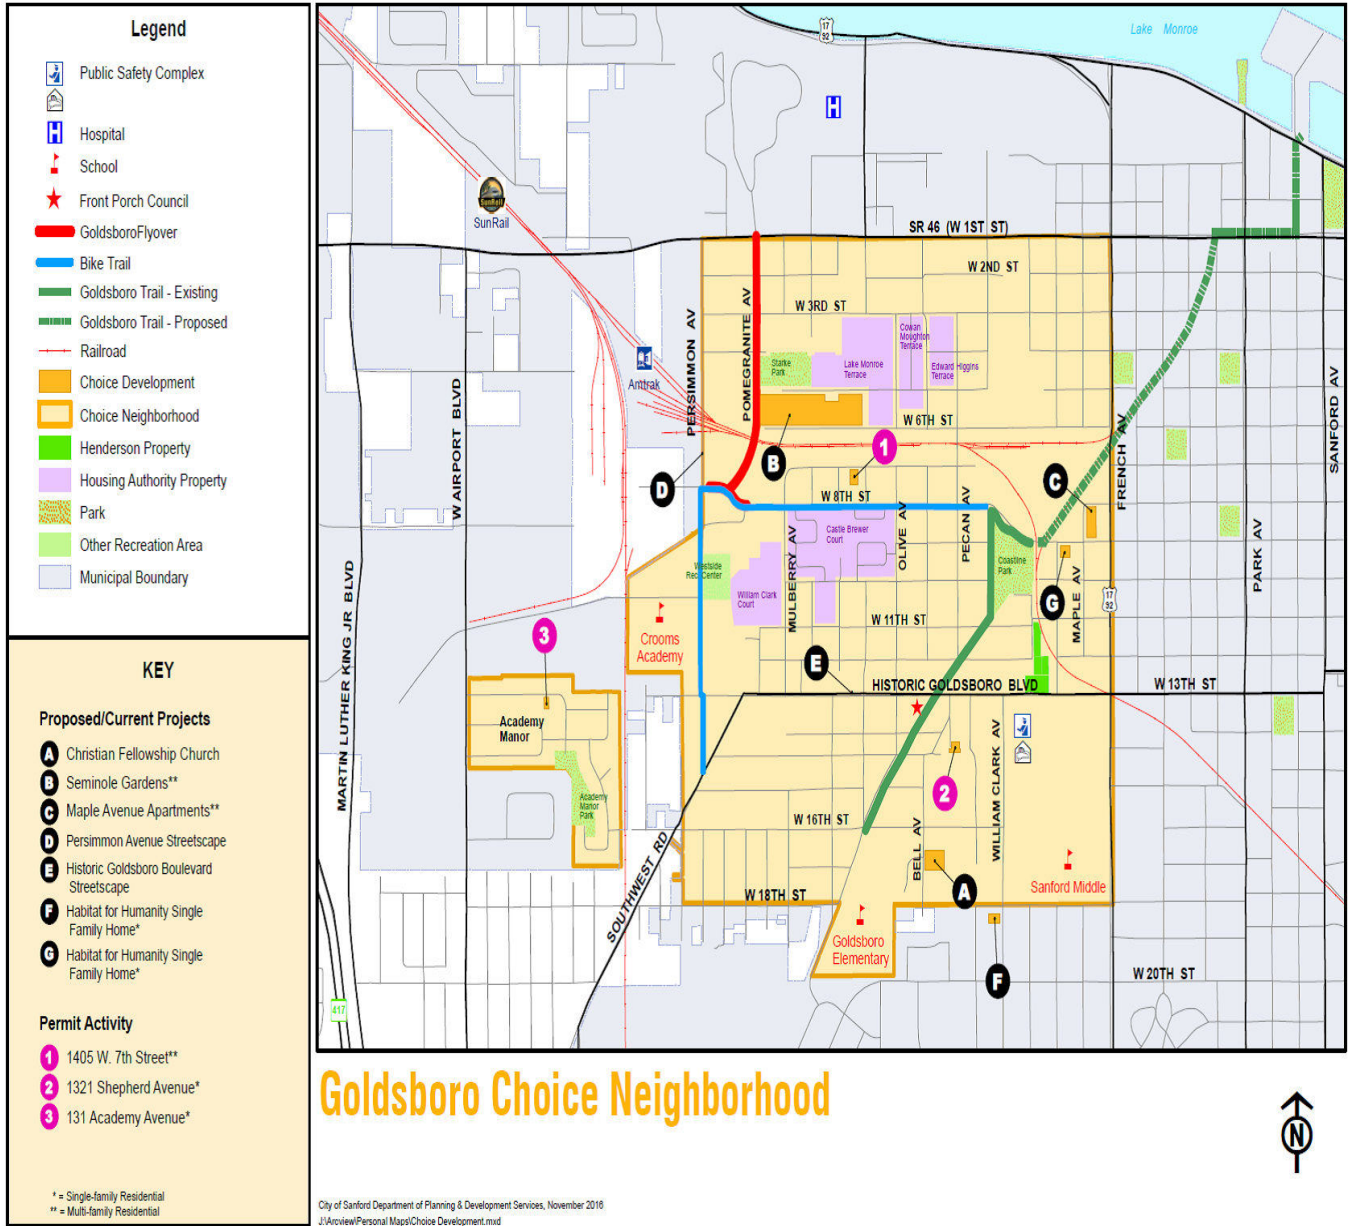 Legend
Public Safety Complex
H Hospital
School
Front Porch Council
GoldsboroFlyover
Bike Trail
Goldsboro Trail - Existing
Goldsboro Trail - Proposed
Railroad
Choice Development
Choice Neighborhood
Henderson Property
Housing Authority Property
Park
Other Recreation Area
Municipal Boundary
KEY
Proposed/Current Projects
A Christian Fellowship Church
B Seminole Gardens**
C Maple Avenue Apartments**
D Persimmon Avenue Streetscape
E Historic Goldsboro Boulevard
Streetscape
F Habitat for Humanity Single
Family Home*
G Habitat for Humanity Single
Family Home*
Permit Activity
1 1405 W. 7th Street**
2 1321 Shepherd Avenue*
3 131 Academy Avenue*
* = Single-family Residential
** = Multi-family Residential
Lake Monroe
17
92
H
SunRail
SunRail
SR 46 (W 1ST ST)
W 2ND ST
W 3RD ST
PERSIMMON AV
POMEGRANITE AV
Starke
Park
Lake Monroe
Terrace
Cowan
Moughton
Terrace
Edward Higgins
Terrace
Amtrak
W 6TH ST
W AIRPORT BLVD
FRENCH AV
SANFORD AV
1
B
D
C
W 8TH ST
PECAN AV
OLIVE AV
MULBERRY AV
Castle Brewer
Court
Coastline
Park
PARK AV
Westside
Rec Center
William Clark
Court
G
MAPLE AV
17
92
W 11TH ST
MARTIN LUTHER KING JR BLVD
3
Crooms
Academy
E
HISTORIC GOLDSBORO BLVD
W 13TH ST
Academy
Manor
WILLIAM CLARK AV
2
Academy
Manor
Park
W 16TH ST
BELL AV
SOUTHWEST RD
A
Sanford Middle
W 18TH ST
Goldsboro
Elementary
F
W 20TH ST
417
Goldsboro Choice Neighborhood
N
City of Sanford Department of Planning & Development Services, November 2016
J:\Arcview\Personal Maps\Choice Development.mxd